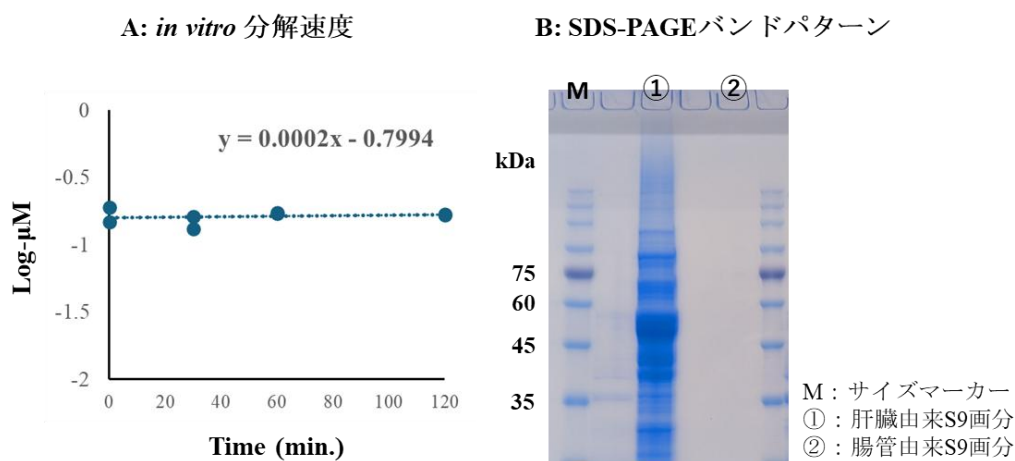 A: in vitro 分解速度
y = 0.0002x - 0.7994
Log-µM
0
-0.5
-1
-1.5
-2
0 20 40 60 80 100 120
Time (min.)
B: SDS-PAGEバンドパターン
M ① ②
kDa
75
60
45
35
M：サイズマーカー
①：肝臓由来S9画分
②：腸管由来S9画分